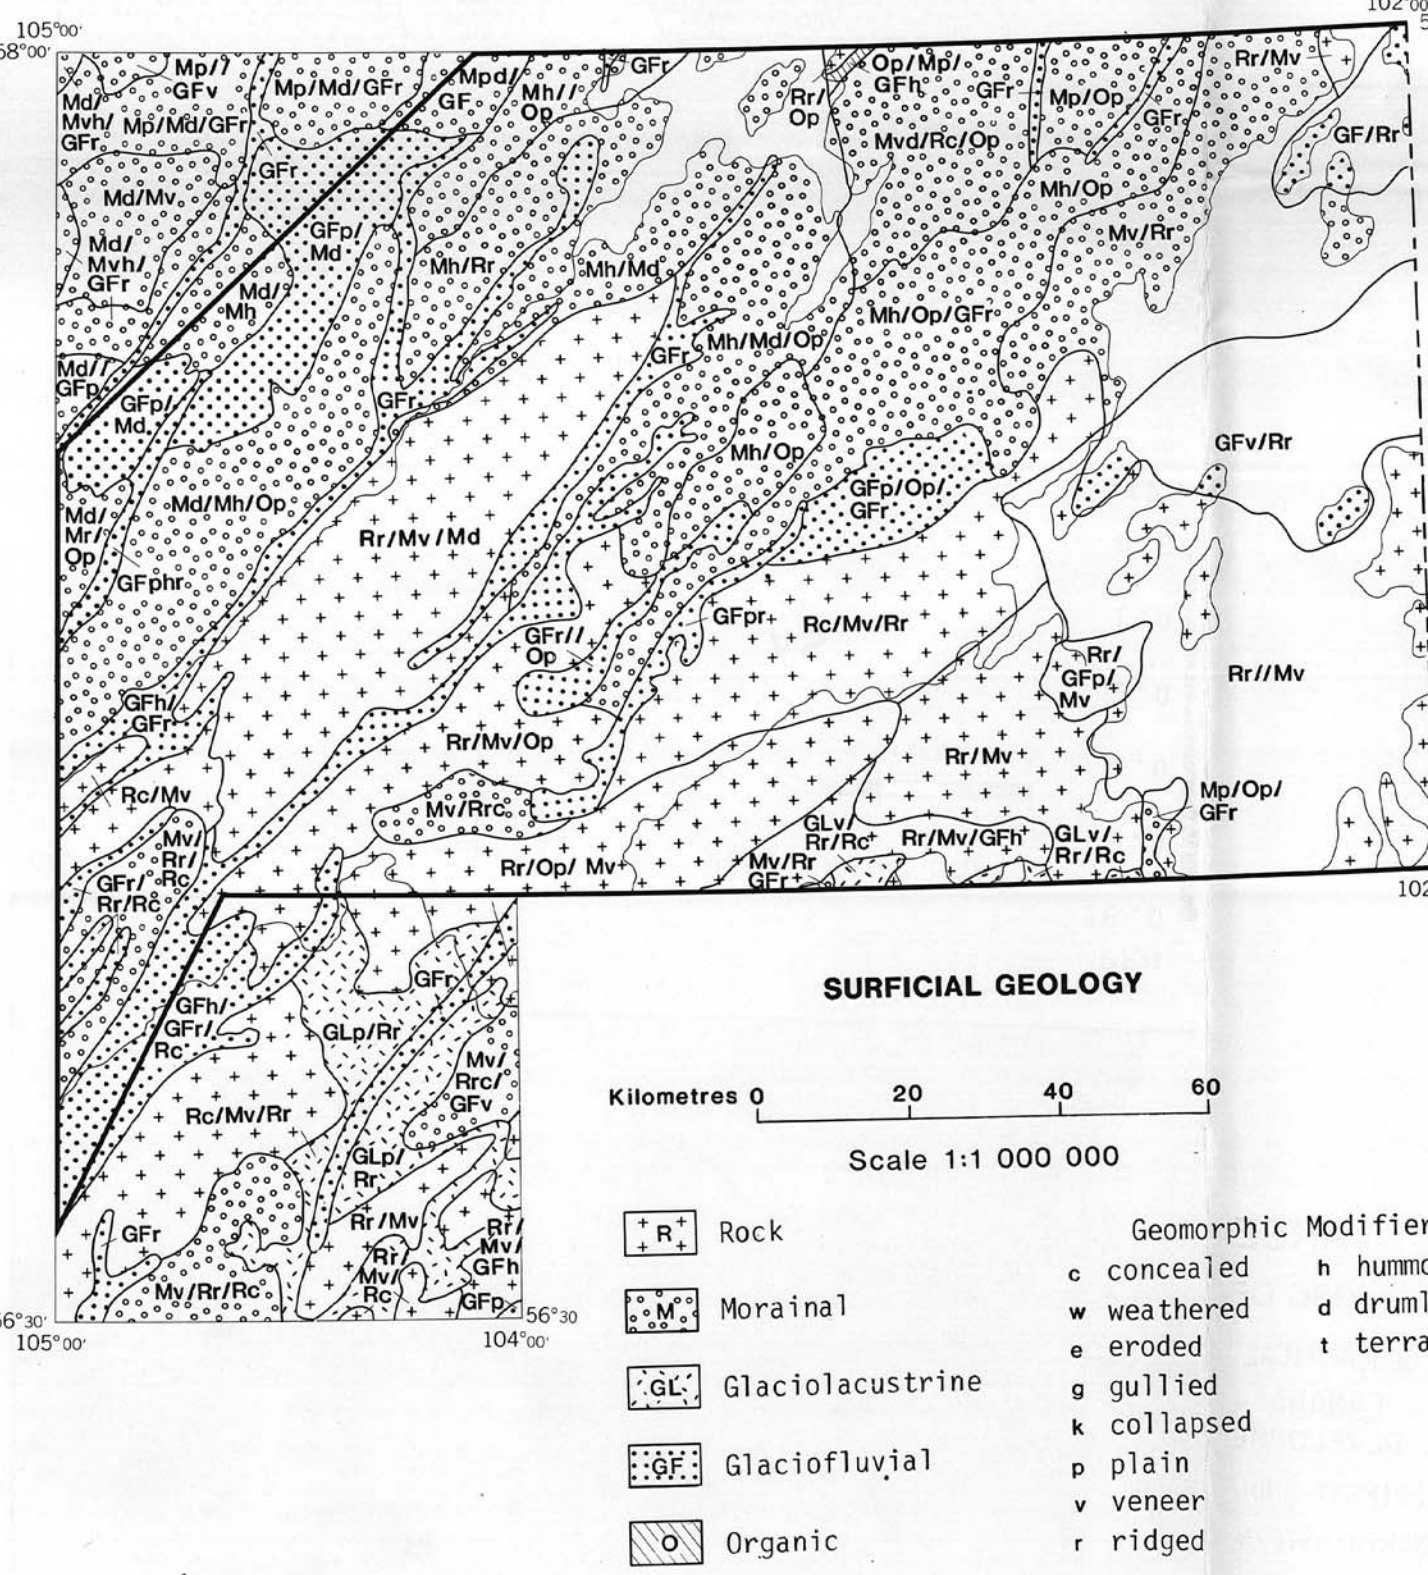 105°00'
102°00'
58°00'
5
Mp//
GFv
Mp/Md/GFr
Mpd/
GF
Mh//
Op
GFr
Rr/
Op
Op/Mp/
GFh
GFr
Mp/Op
GFr
Rr/Mv
GF/Rr
Md/
Mvh/
GFr
Mp/Md/GFr
GFr
Mvd/Rc/Op
Mh/Op
Md/Mv
GFp/
Md
Mv/Rr
Md/
Mvh/
GFr
Md/
Mh
Mh/Rr
Mh/Md
Mh/Op/GFr
Mh/Md/Op
GFr
Md//
GFp
GFp/
Md
GFr
GFv/Rr
Mh/Op
GFp/Op/
GFr
Md/Mh/Op
Md/
Mr/
Op
GFphr
Rr/Mv/Md
GFpr
Rc/Mv/Rr
GFr//
Op
Rr/
GFp/
Mv
Rr//Mv
GFh/
GFr
Rr/Mv/Op
Rr/Mv
Rc/Mv
Mv/Rrc
Mp/Op/
GFr
GLv/
Rr/Rc
Rr/Mv/GFh
GLv/
Rr/Rc
Mv/
Rr/
Rc
GFr/
Rr/Rc
Rr/Op/ Mv
Mv/Rr
GFr
102
GFr
GFh/
GFr/
Rc
GLp/Rr
Mv/
Rrc/
GFv
Rc/Mv/Rr
GLp/
Rr
GFr
Rr/Mv
Rr/
Mv/
GFh
Rr/
Mv/
Rc
Mv/Rr/Rc
GFp
56°30'
56°30
105°00'
104°00'
SURFICIAL GEOLOGY
Kilometres 0 20 40 60
Scale 1:1 000 000
R Rock
M Morainal
GL Glaciolacustrine
GF Glaciofluvial
O Organic
Geomorphic Modifier
c concealed h hummo
w weathered d druml
e eroded t terra
g gullied
k collapsed
p plain
v veneer
r ridged